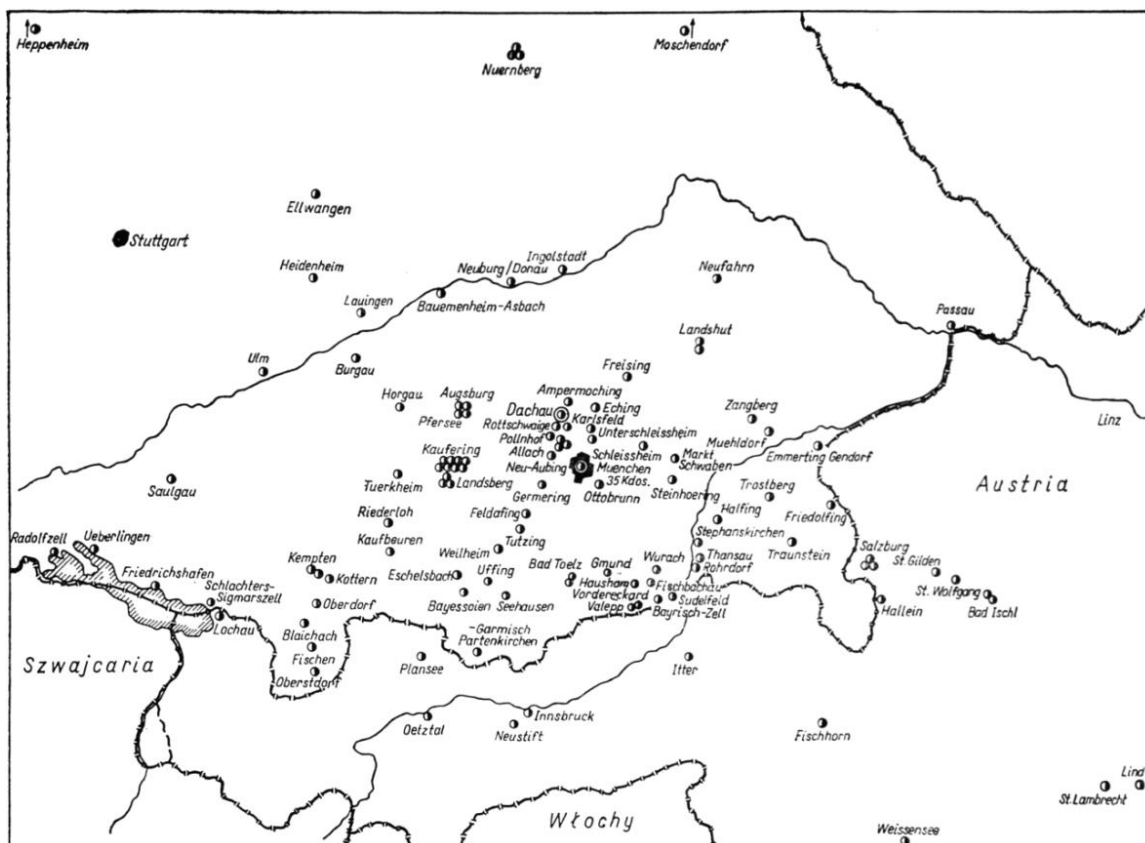 Heppenheim
Moschendorf
Nuernberg
Ellwangen
Stuttgart
Heidenheim
Neuburg/Donau
Ingolstadt
Neufahrn
Lauingen
Bauemenheim-Asbach
Passau
Landshut
Ulm
Burgau
Freising
Horgau
Augsburg
Pfersee
Ampermoching
Dachau
Eching
Zangberg
Linz
Rottschwaige
Karlsfeld
Pollnhof
Unterschleissheim
Muehldorf
Allach
Schleissheim
Markt
Schwaben
Emmerting Gendorf
Kaufering
Neu-Aubing
Muenchen
35 Kdos.
Saulgau
Tuerkheim
Landsberg
Germering
Ottobrunn
Steinhoering
Trostberg
Austria
Feldafing
Halfing
Friedolfing
Riederloh
Radolfzell
Ueberlingen
Kaufbeuren
Tutzing
Stephanskirchen
Traunstein
Salzburg
Weilheim
St. Gilden
Kempten
Kottern
Eschelsbach
Uffing
Bad Toelz
Gmund
Wurach
Thansau
Rohrdorf
Friedrichshafen
Schlachters-
Sigmarszell
Hausham
Fischbachau
St. Wolfgang
Oberdorf
Bayessoien
Seehausen
Vordereckard
Sudelfeld
Valepp
Bayrisch-Zell
Hallein
Bad Ischl
Lochau
Blaichach
-Garmisch
Partenkirchen
Szwajcaria
Fischen
Plansee
Itter
Oberstdorf
Oetztal
Innsbruck
Neustift
Fischhorn
Lind
St. Lambrecht
Włochy
Weissensee